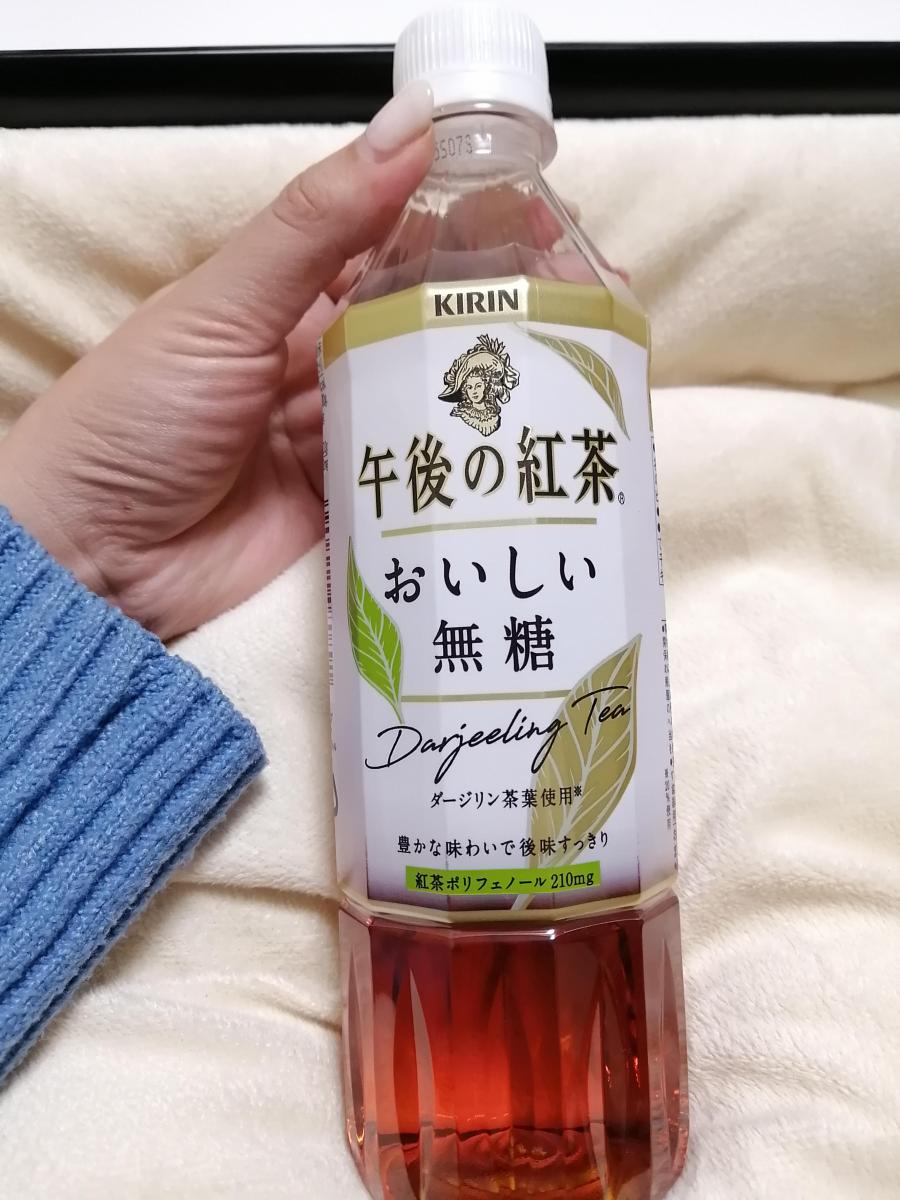 KIRIN
午後の紅茶®
おいしい
無糖
Darjeeling Tea
ダージリン茶葉使用※
豊かな味わいで後味すっきり
紅茶ポリフェノール 210mg